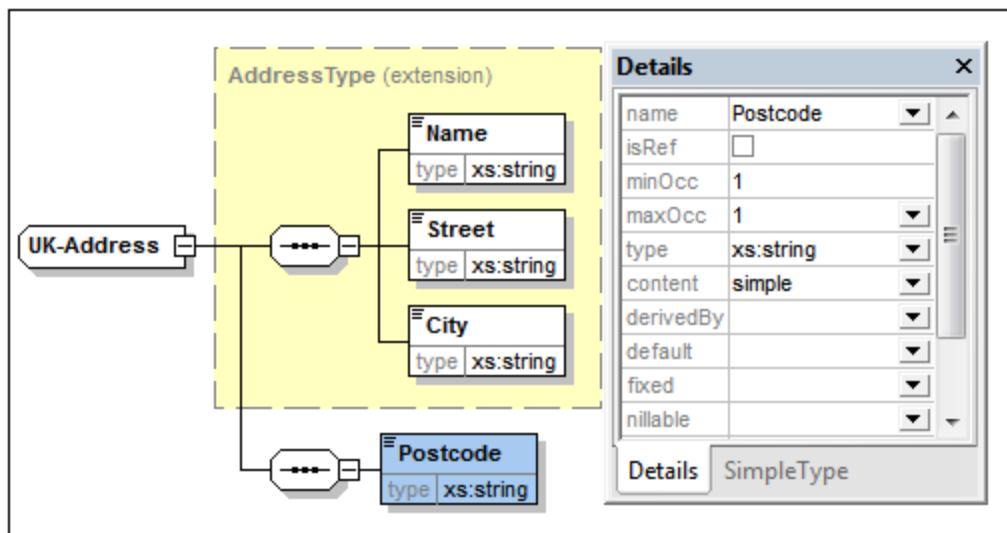 AddressType (extension)
Name
type xs:string
UK-Address
Street
type xs:string
City
type xs:string
Postcode
type xs:string
Details
name Postcode
isRef
minOcc 1
maxOcc 1
type xs:string
content simple
derivedBy
default
fixed
nillable
Details SimpleType